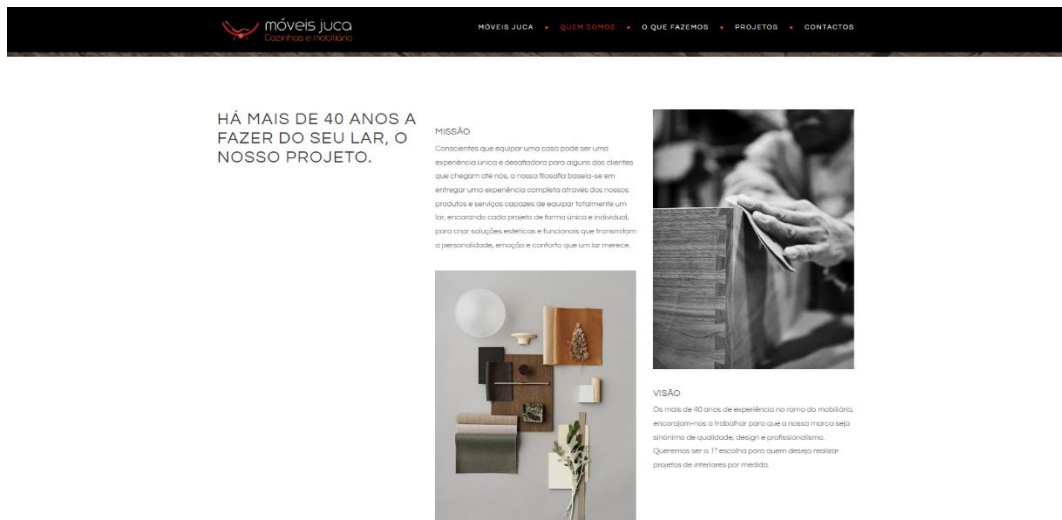 móveis juca
Cozinhas e mobiliário
MÓVEIS JUCA • QUEM SOMOS • O QUE FAZEMOS • PROJETOS • CONTACTOS
HÁ MAIS DE 40 ANOS A
FAZER DO SEU LAR, O
NOSSO PROJETO.
MISSÃO
Conscientes que equipar uma casa pode ser uma
experiência única e desafiadora para alguns dos clientes
que chegam até nós, a nossa filosofia baseia-se em
entregar uma experiência completa através dos nossos
produtos e serviços capazes de equipar totalmente um
lar, encarando cada projeto de forma única e individual,
para criar soluções estéticas e funcionais que transmitam
a personalidade, emoção e conforto que um lar merece.
VISÃO
Os mais de 40 anos de experiência no ramo do mobiliário,
encorajam-nos a trabalhar para que a nossa marca seja
sinónimo de qualidade, design e profissionalismo.
Queremos ser a 1ª escolha para quem deseja realizar
projetos de interiores por medida.